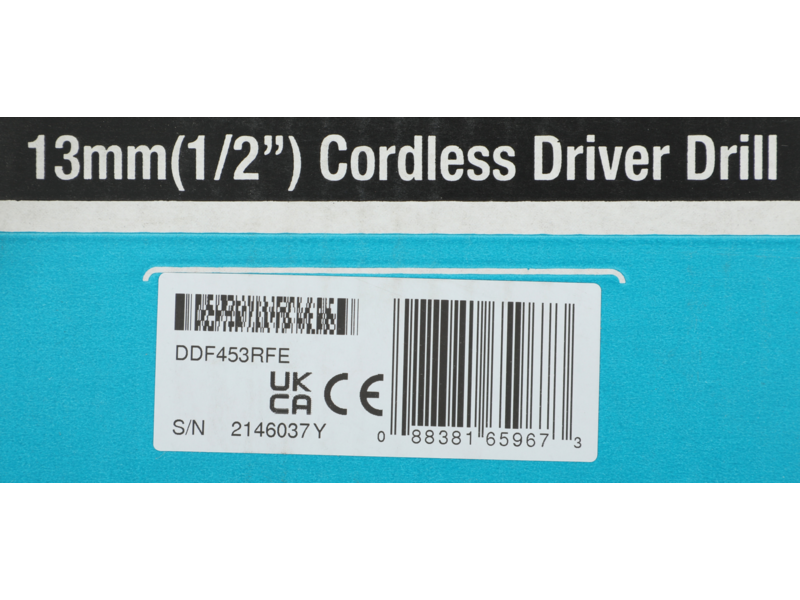 13mm(1/2”) Cordless Driver Drill
DDF453RFE
UK
CA CE
S/N 2146037Y
0 88381 65967 3